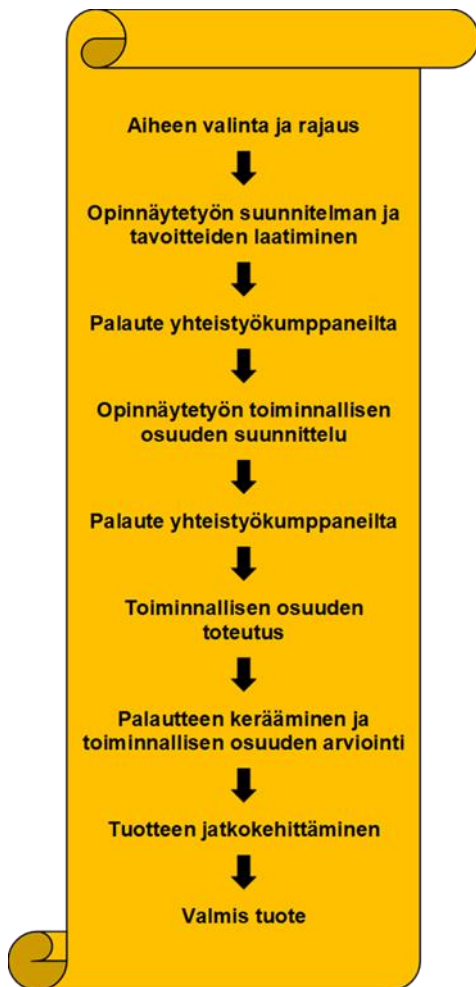 Aiheen valinta ja rajaus
Opinnäytetyön suunnitelman ja
tavoitteiden laatiminen
Palaute yhteistyökumppaneilta
Opinnäytetyön toiminnallisen
osuuden suunnittelu
Palaute yhteistyökumppaneilta
Toiminnallisen osuuden
toteutus
Palautteen kerääminen ja
toiminnallisen osuuden arviointi
Tuotteen jatkokehittäminen
Valmis tuote